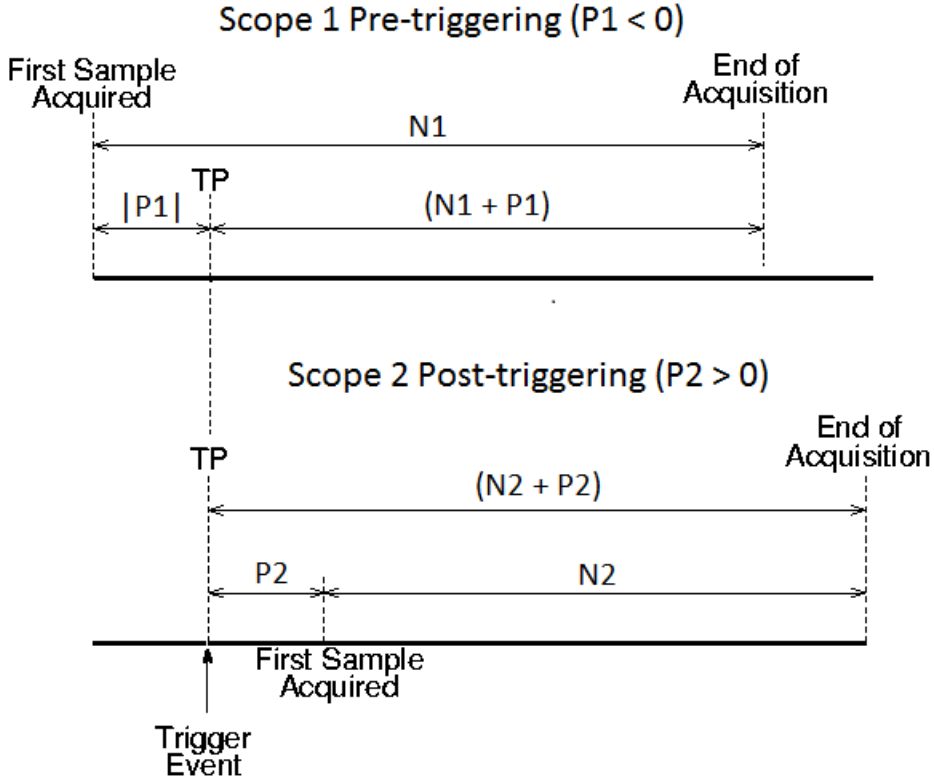 Scope 1 Pre-triggering (P1 < 0)
First Sample
Acquired
End of
Acquisition
N1
TP
|P1|
(N1 + P1)
Scope 2 Post-triggering (P2 > 0)
End of
Acquisition
TP
(N2 + P2)
P2
N2
First Sample
Acquired
Trigger
Event